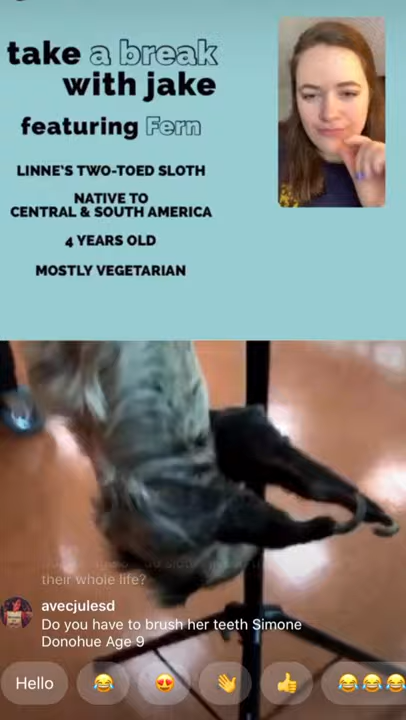 take a break
with jake
featuring Fern
LINNE'S TWO-TOED SLOTH
NATIVE TO
CENTRAL & SOUTH AMERICA
4 YEARS OLD
MOSTLY VEGETARIAN
their whole life?
avecjulesd
Do you have to brush her teeth Simone
Donohue Age 9
Hello